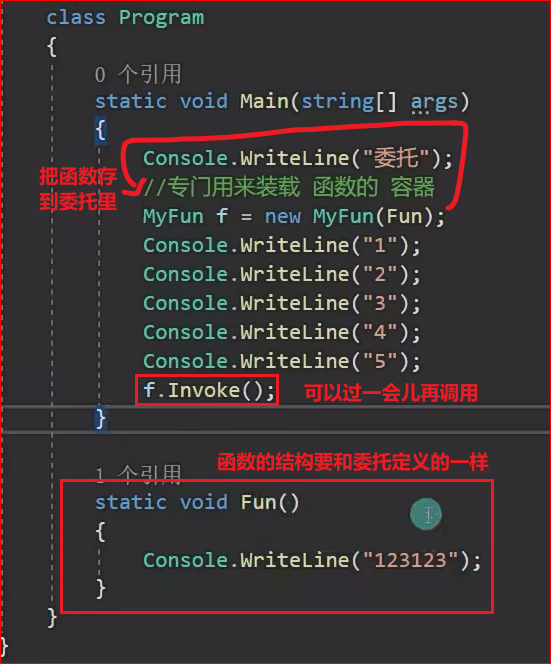 class Program
{
0 个引用
static void Main(string[] args)
{
Console.WriteLine("委托");
把函数存
到委托里
//专门用来装载 函数的 容器
MyFun f = new MyFun(Fun);
Console.WriteLine("1");
Console.WriteLine("2");
Console.WriteLine("3");
Console.WriteLine("4");
Console.WriteLine("5");
f.Invoke(); 可以过一会儿再调用
}
函数的结构要和委托定义的一样
1 个引用
static void Fun()
{
Console.WriteLine("123123");
}
}
}